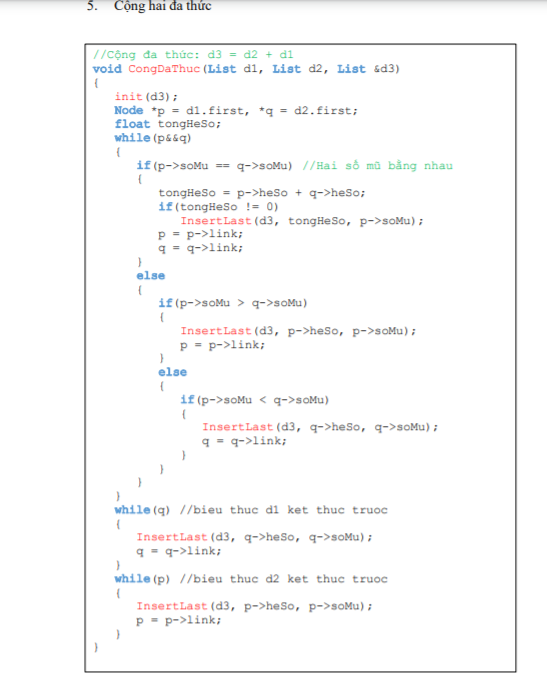 5. Cộng hai đa thức
//Cộng đa thức: d3 = d2 + d1
void CongDaThuc(List d1, List d2, List &d3)
{
init(d3);
Node *p = d1.first, *q = d2.first;
float tongHeSo;
while(p&&q)
{
if(p->soMu == q->soMu) //Hai số mũ bằng nhau
{
tongHeSo = p->heSo + q->heSo;
if(tongHeSo != 0)
InsertLast(d3, tongHeSo, p->soMu);
p = p->link;
q = q->link;
}
else
{
if(p->soMu > q->soMu)
{
InsertLast(d3, p->heSo, p->soMu);
p = p->link;
}
else
{
if(p->soMu < q->soMu)
{
InsertLast(d3, q->heSo, q->soMu);
q = q->link;
}
}
}
}
while(q) //bieu thuc d1 ket thuc truoc
{
InsertLast(d3, q->heSo, q->soMu);
q = q->link;
}
while(p) //bieu thuc d2 ket thuc truoc
{
InsertLast(d3, p->heSo, p->soMu);
p = p->link;
}
}